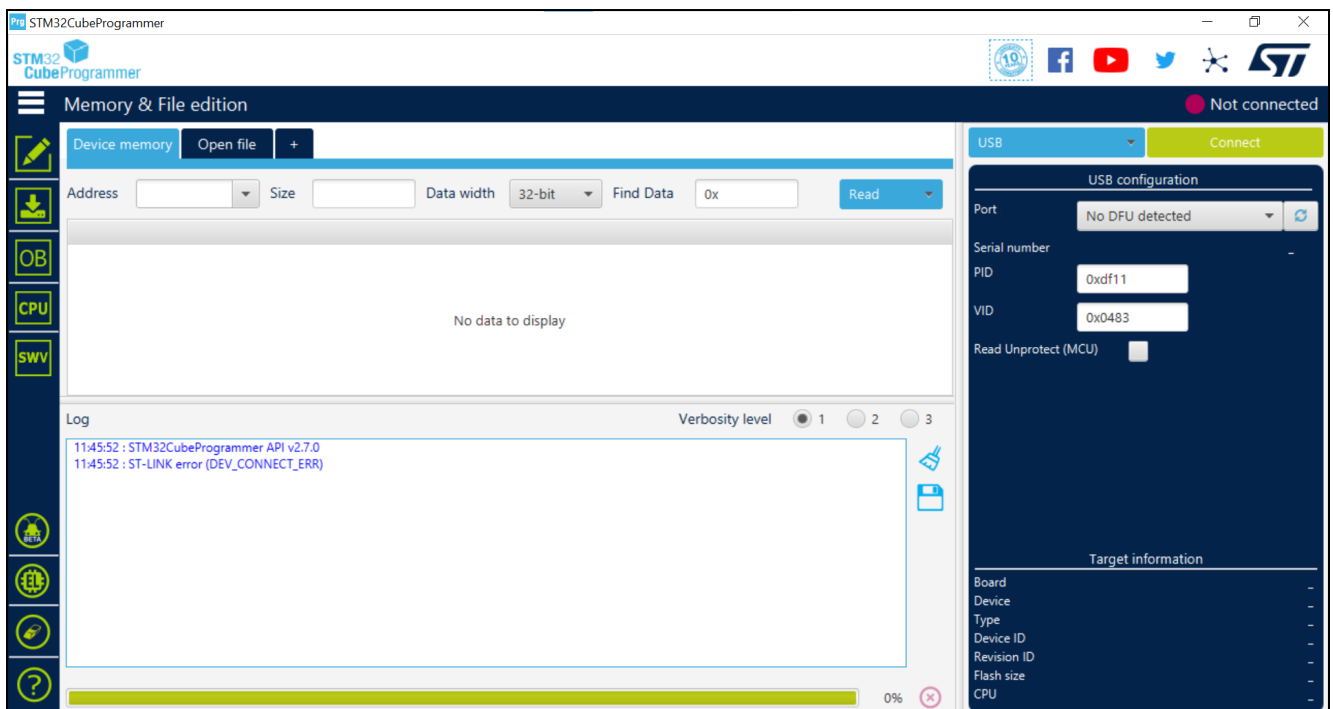 Prg STM32CubeProgrammer
STM32
CubeProgrammer
10
Memory & File edition
Not connected
Device memory
Open file
+
USB
Connect
Address
Size
Data width
32-bit
Find Data
0x
Read
USB configuration
Port
No DFU detected
Serial number
-
PID
0xdf11
VID
0x0483
Read Unprotect (MCU)
OB
CPU
SWV
No data to display
Log
Verbosity level
1
2
3
11:45:52 : STM32CubeProgrammer API v2.7.0
11:45:52 : ST-LINK error (DEV_CONNECT_ERR)
BETA
EL
?
0%
Target information
Board -
Device -
Type -
Device ID -
Revision ID -
Flash size -
CPU -